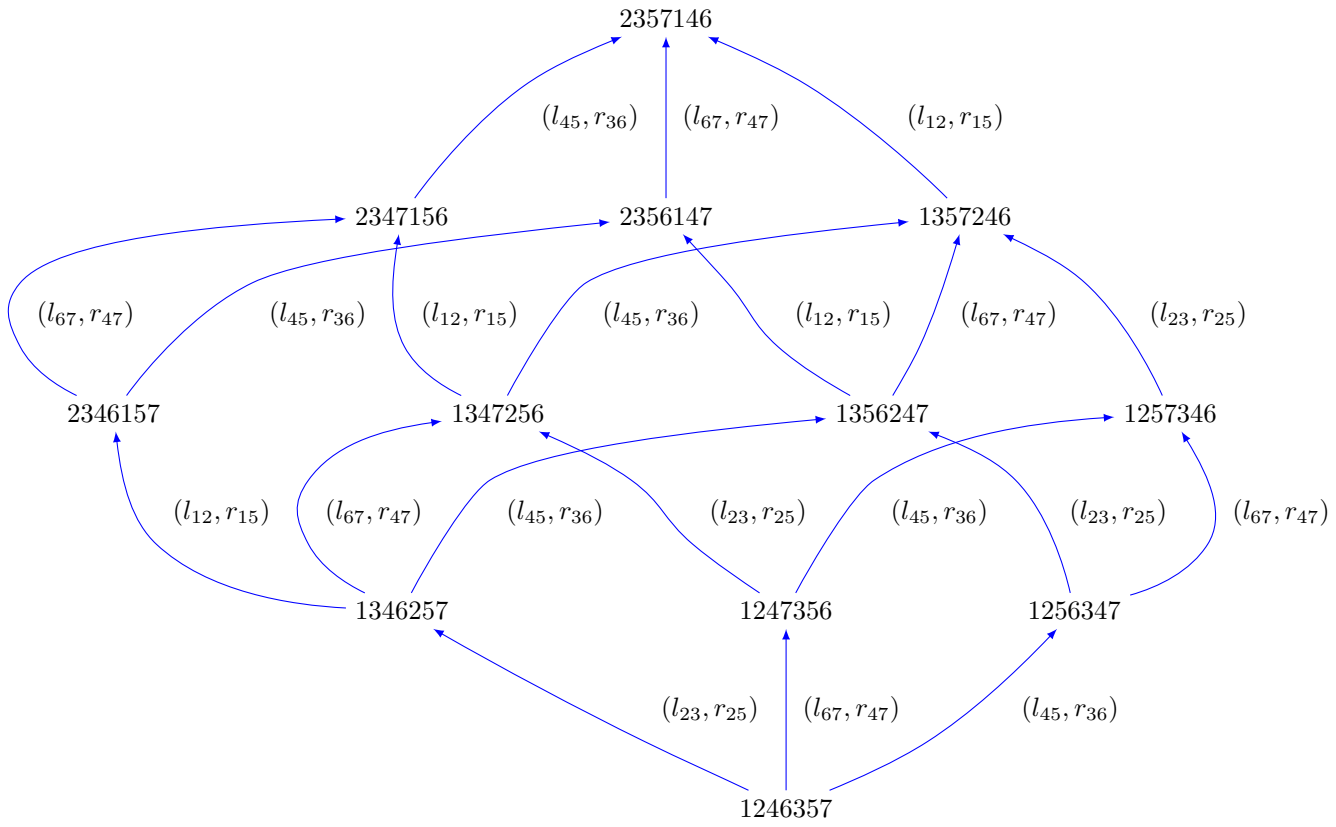 2357146
(l₄₅, r₃₆) (l₆₇, r₄₇) (l₁₂, r₁₅)
2347156 2356147 1357246
(l₆₇, r₄₇) (l₄₅, r₃₆) (l₁₂, r₁₅) (l₄₅, r₃₆) (l₁₂, r₁₅) (l₆₇, r₄₇) (l₂₃, r₂₅)
2346157 1347256 1356247 1257346
(l₁₂, r₁₅) (l₆₇, r₄₇) (l₄₅, r₃₆) (l₂₃, r₂₅) (l₄₅, r₃₆) (l₂₃, r₂₅) (l₆₇, r₄₇)
1346257 1247356 1256347
(l₂₃, r₂₅) (l₆₇, r₄₇) (l₄₅, r₃₆)
1246357